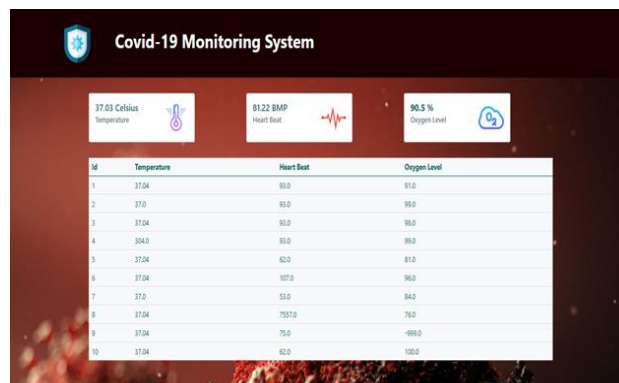 Covid-19 Monitoring System
37.03 Celsius
Temperature
81.22 BMP
Heart Beat
90.5 %
Oxygen Level
O2
Id Temperature Heart Beat Oxygen Level
1 37.04 93.0 91.0
2 37.0 93.0 99.0
3 37.04 93.0 98.0
4 304.0 83.0 99.0
5 37.04 62.0 81.0
6 37.04 107.0 96.0
7 37.0 53.0 84.0
8 37.04 7557.0 76.0
9 37.04 75.0 -999.0
10 37.04 62.0 100.0